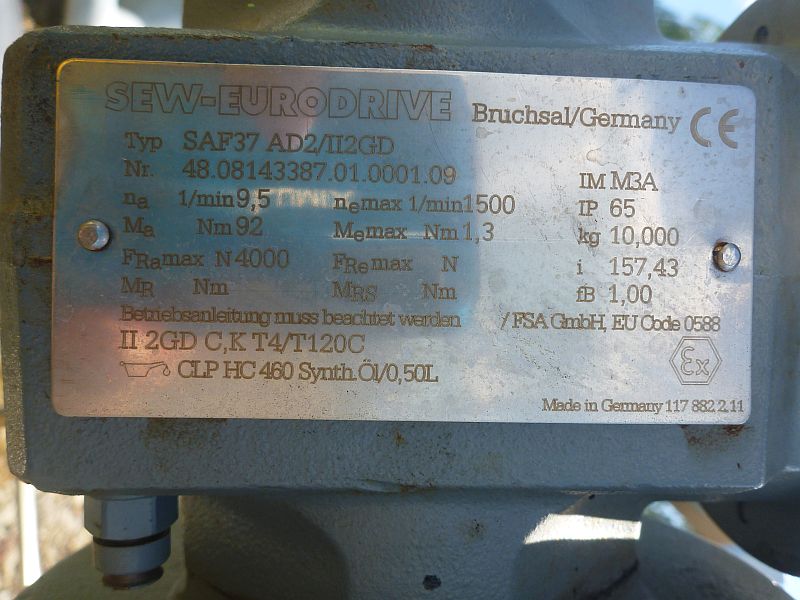 SEW-EURODRIVE Bruchsal/Germany CE
Typ SAF37 AD2/II2GD
Nr. 48.08143387.01.0001.09 IM M3A
na 1/min 9,5 nemax 1/min 1500 IP 65
Ma Nm 92 Memax Nm 1,3 kg 10,000
FRamax N 4000 FRemax N i 157,43
MR Nm MRS Nm fB 1,00
Betriebsanleitung muss beachtet werden / FSA GmbH, EU Code 0588
II 2GD C,K T4/T120C Ex
CLP HC 460 Synth.Öl/0,50L
Made in Germany 117 882 2.11